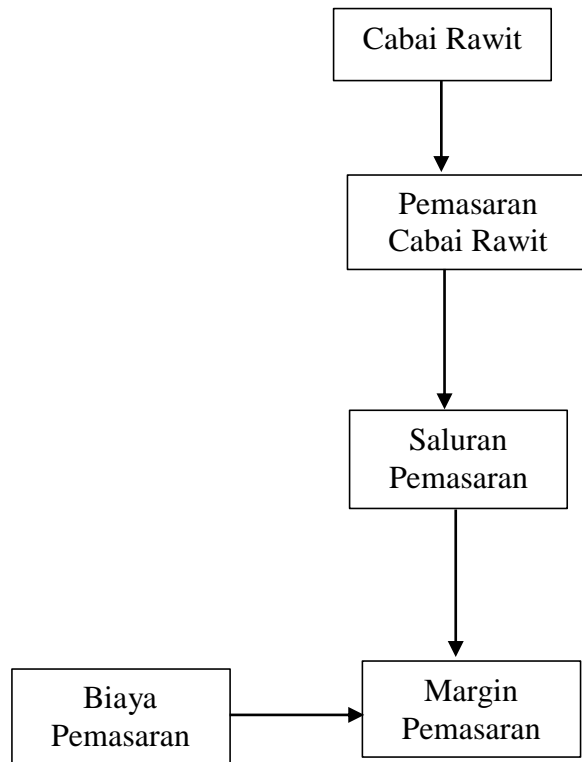 Cabai Rawit
Pemasaran
Cabai Rawit
Saluran
Pemasaran
Biaya
Pemasaran
Margin
Pemasaran